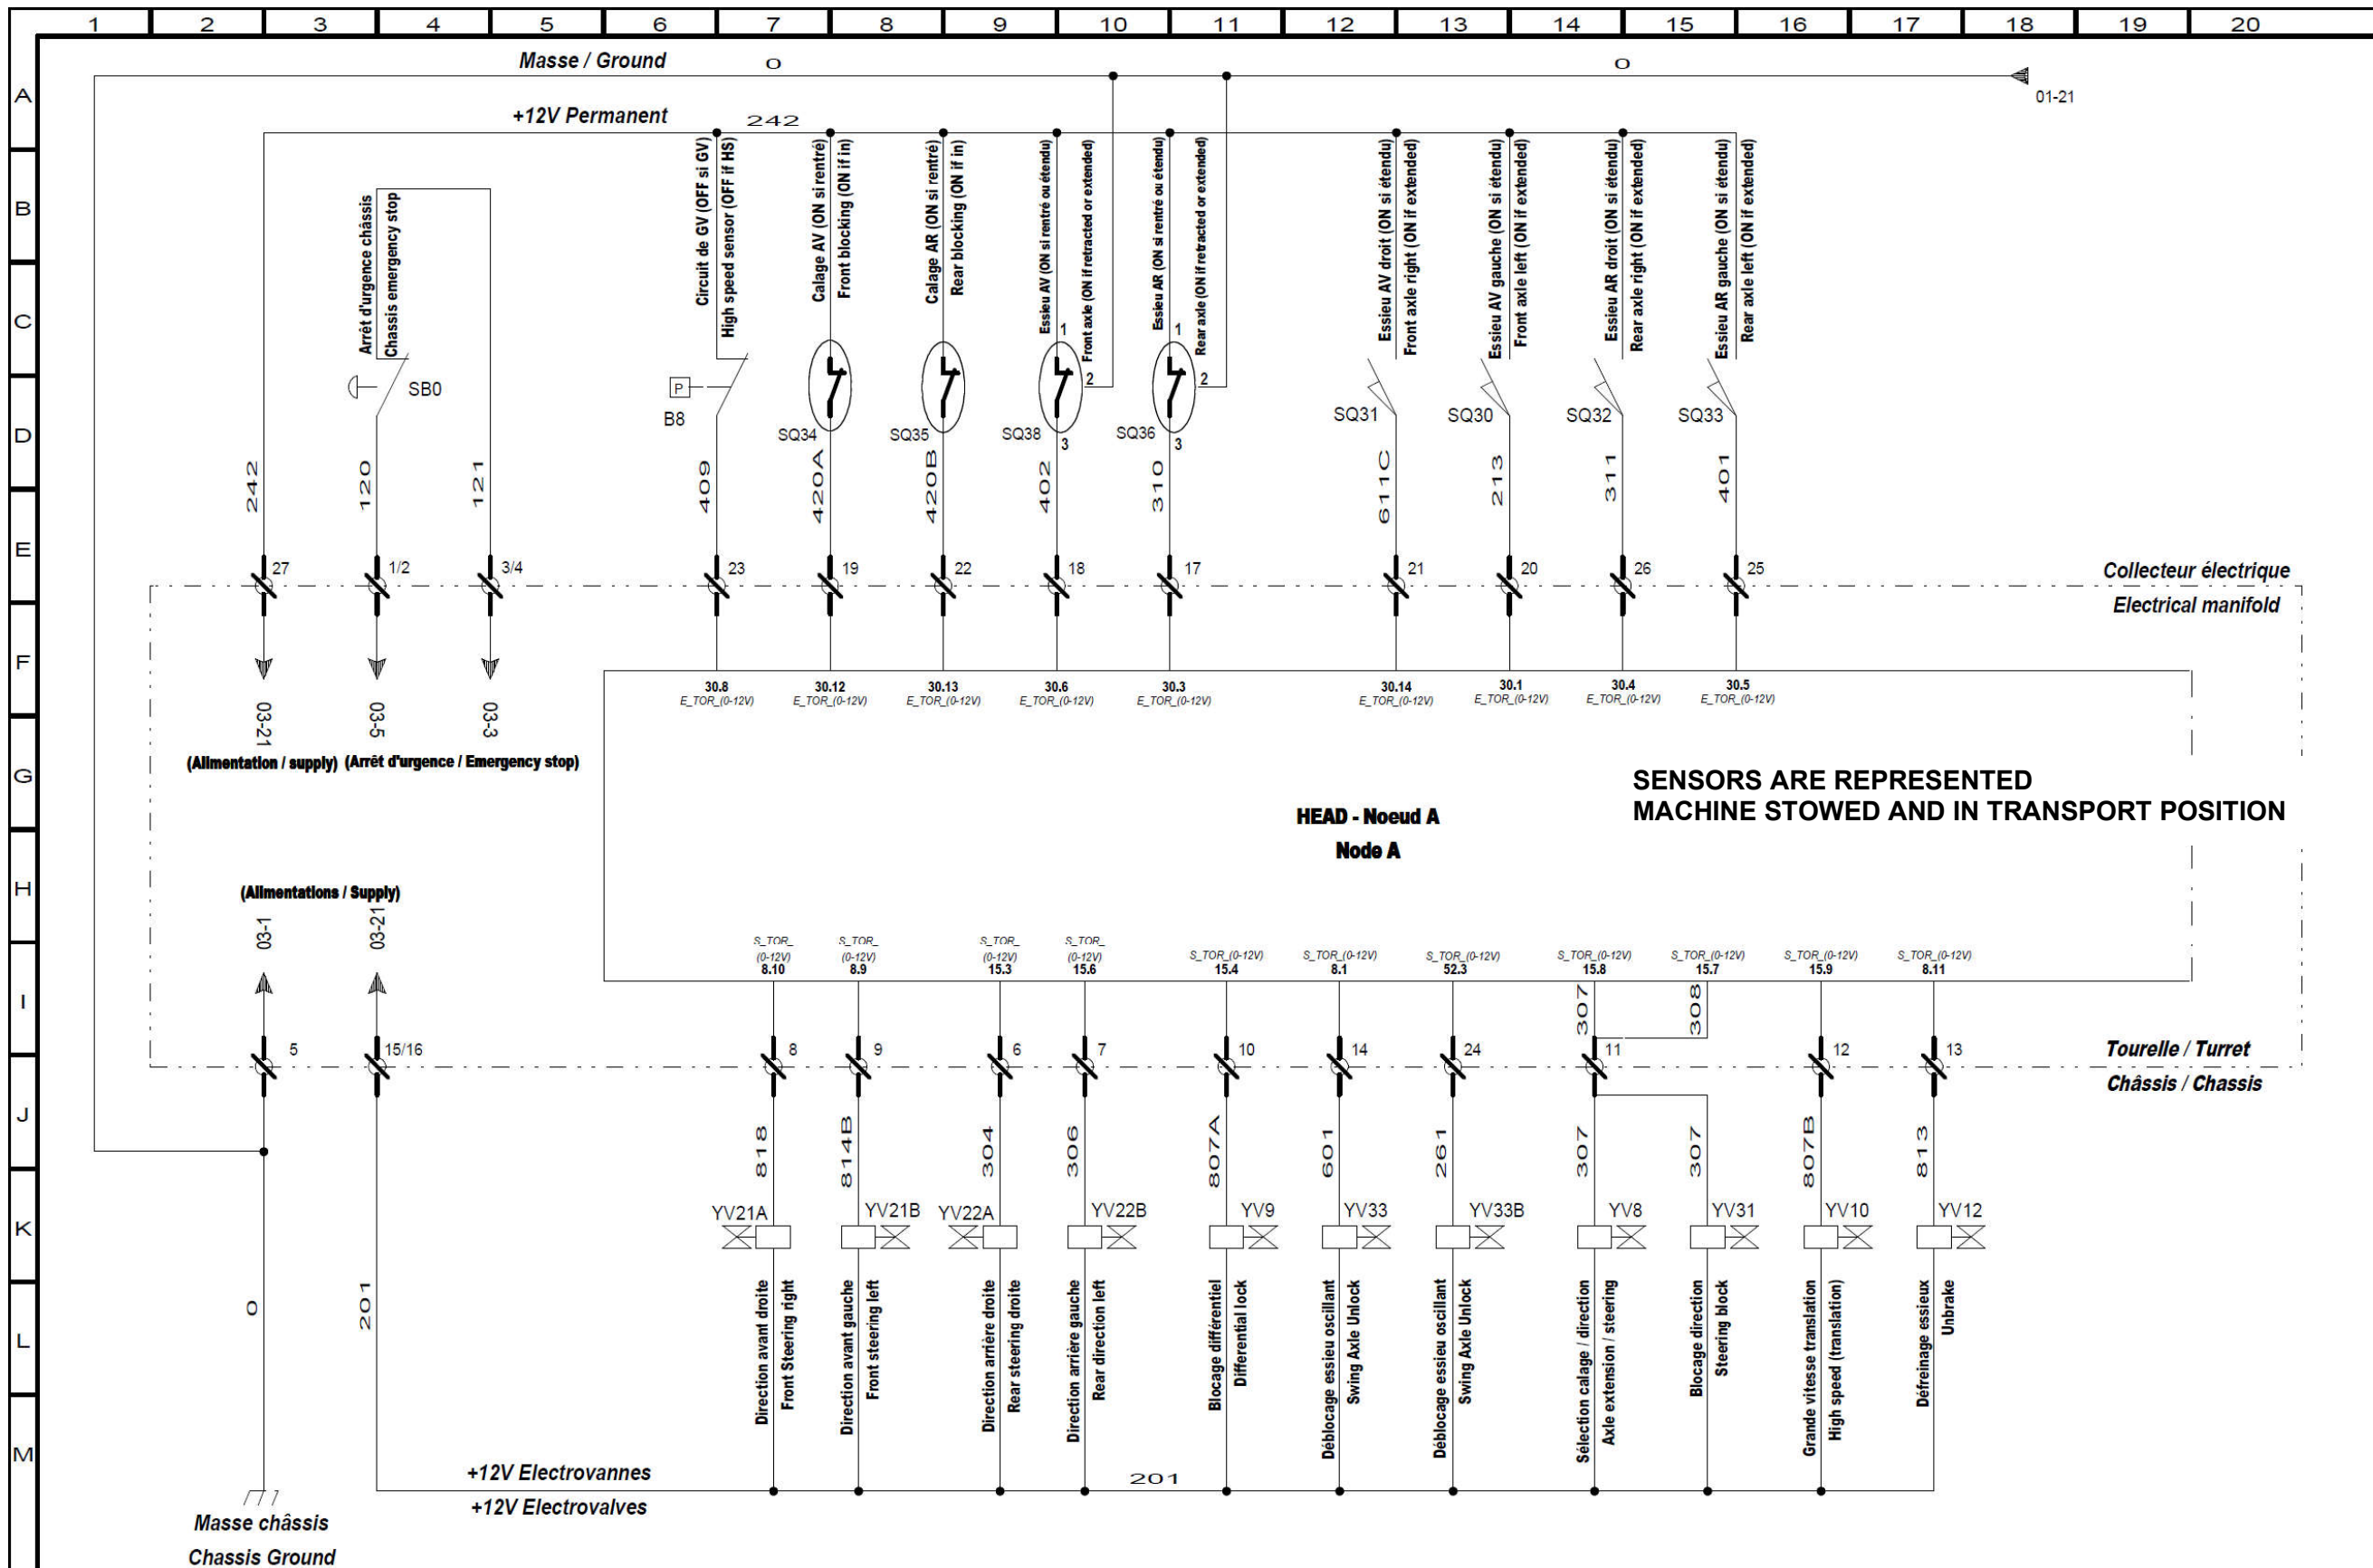 1 2 3 4 5 6 7 8 9 10 11 12 13 14 15 16 17 18 19 20
A
B
C
D
E
F
G
H
I
J
K
L
M
Masse / Ground
0
0
01-21
+12V Permanent
242
Arrêt d'urgence châssis
Chassis emergency stop
Circuit de GV (OFF si GV)
High speed sensor (OFF if HS)
Calage AV (ON si rentré)
Front blocking (ON if in)
Calage AR (ON si rentré)
Rear blocking (ON if in)
Essieu AV (ON si rentré ou étendu)
Front axle (ON if retracted or extended)
Essieu AR (ON si rentré ou étendu)
Rear axle (ON if retracted or extended)
Essieu AV droit (ON si étendu)
Front axle right (ON if extended)
Essieu AV gauche (ON si étendu)
Front axle left (ON if extended)
Essieu AR droit (ON si étendu)
Rear axle right (ON if extended)
Essieu AR gauche (ON si étendu)
Rear axle left (ON if extended)
1 1
2 2
3 3
SB0
P
B8
SQ34
SQ35
SQ38
SQ36
SQ31
SQ30
SQ32
SQ33
242
120
121
409
420A
420B
402
310
611C
213
311
401
27 1/2 3/4 23 19 22 18 17 21 20 26 25
Collecteur électrique
Electrical manifold
03-21
03-5
03-3
(Alimentation / supply) (Arrêt d'urgence / Emergency stop)
30.8 30.12 30.13 30.6 30.3 30.14 30.1 30.4 30.5
E_TOR_(0-12V) E_TOR_(0-12V) E_TOR_(0-12V) E_TOR_(0-12V) E_TOR_(0-12V) E_TOR_(0-12V) E_TOR_(0-12V) E_TOR_(0-12V) E_TOR_(0-12V)
SENSORS ARE REPRESENTED
MACHINE STOWED AND IN TRANSPORT POSITION
HEAD - Noeud A
Node A
(Alimentations / Supply)
03-1
03-21
S_TOR_ S_TOR_ S_TOR_ S_TOR_
(0-12V) (0-12V) (0-12V) (0-12V) S_TOR_(0-12V) S_TOR_(0-12V) S_TOR_(0-12V) S_TOR_(0-12V) S_TOR_(0-12V) S_TOR_(0-12V) S_TOR_(0-12V)
8.10 8.9 15.3 15.6 15.4 8.1 52.3 15.8 15.7 15.9 8.11
307
308
5 15/16 8 9 6 7 10 14 24 11 12 13
Tourelle / Turret
Châssis / Chassis
818
814B
304
306
807A
601
261
307
307
807B
813
YV21A YV21B YV22A YV22B YV9 YV33 YV33B YV8 YV31 YV10 YV12
0
201
Direction avant droite
Front Steering right
Direction avant gauche
Front steering left
Direction arrière droite
Rear steering droite
Direction arrière gauche
Rear direction left
Blocage différentiel
Differential lock
Déblocage essieu oscillant
Swing Axle Unlock
Déblocage essieu oscillant
Swing Axle Unlock
Sélection calage / direction
Axle extension / steering
Blocage direction
Steering block
Grande vitesse translation
High speed (translation)
Défreinage essieux
Unbrake
+12V Electrovannes
+12V Electrovalves
201
Masse châssis
Chassis Ground